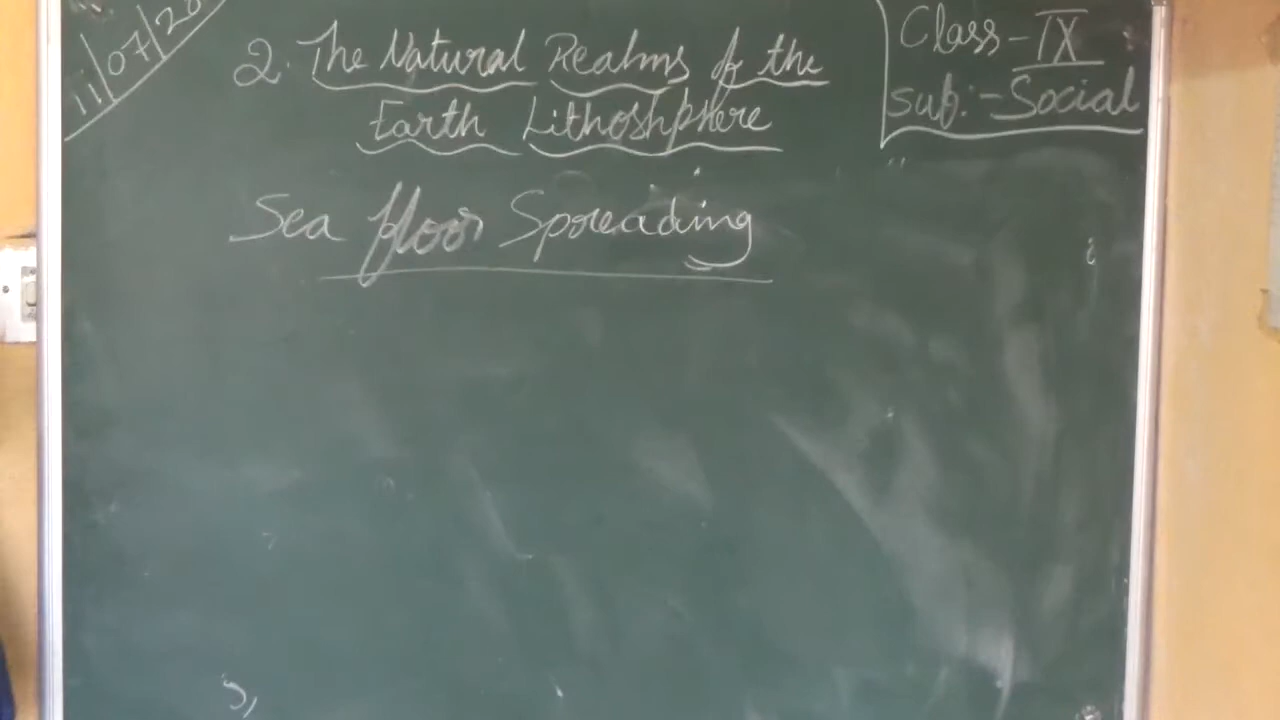 11/07/20
2. The Natural Realms of the
Earth Lithoshphere
Class - IX
Sub:- Social
Sea floor Spreading